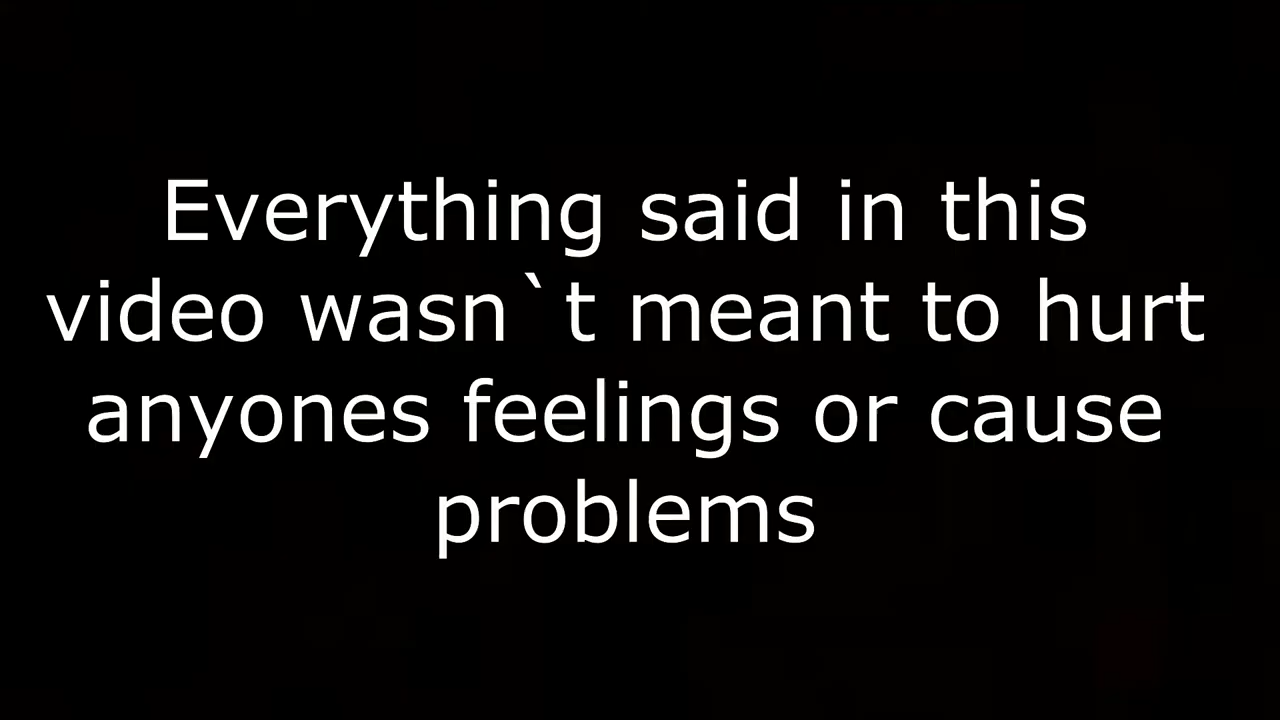 Everything said in this
video wasn`t meant to hurt
anyones feelings or cause
problems